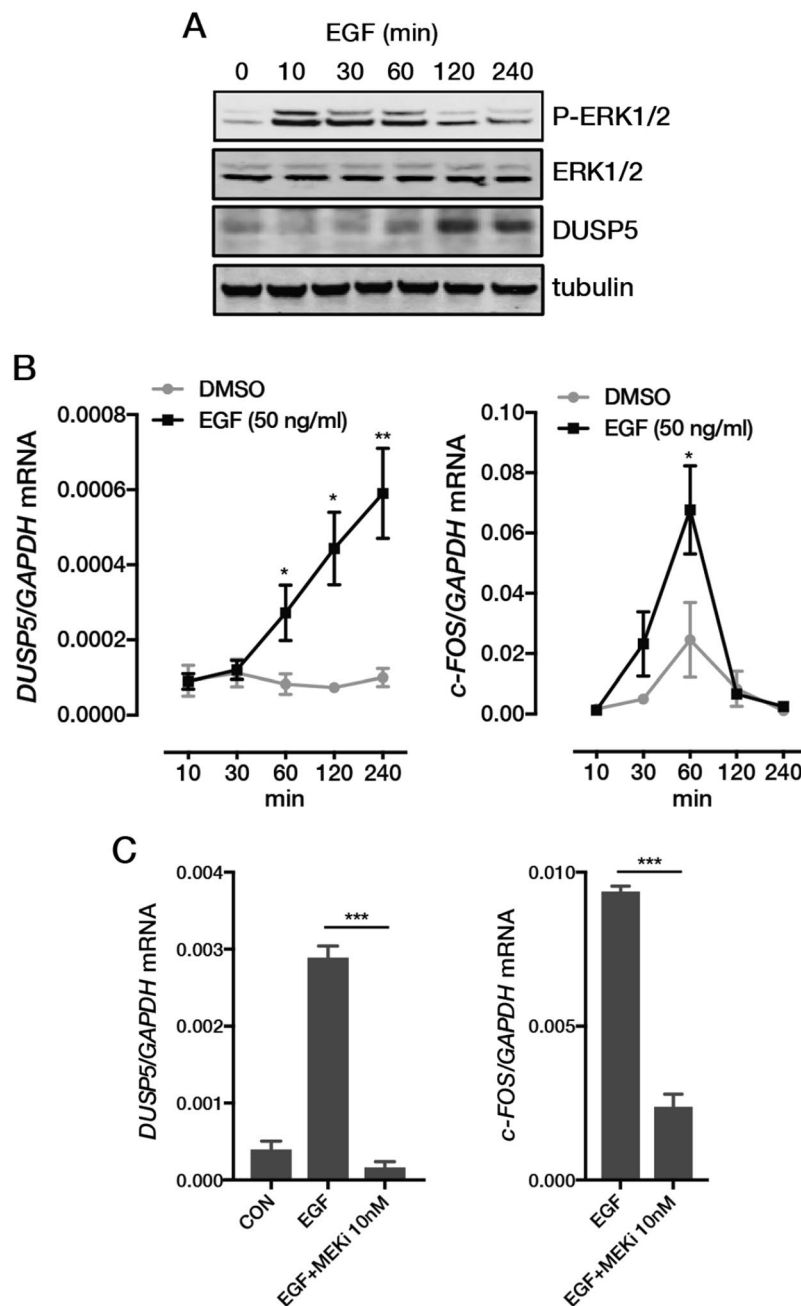 A
EGF (min)
0 10 30 60 120 240
P-ERK1/2
ERK1/2
DUSP5
tubulin
B
DMSO
EGF (50 ng/ml)
DUSP5/GAPDH mRNA
0.0008
0.0006
0.0004
0.0002
0.0000
* * **
10 30 60 120 240
min
DMSO
EGF (50 ng/ml)
c-FOS/GAPDH mRNA
0.10
0.08
0.06
0.04
0.02
0.00
*
10 30 60 120 240
min
C
DUSP5/GAPDH mRNA
0.004
0.003
0.002
0.001
0.000
***
CON
EGF
EGF+MEKi 10nM
c-FOS/GAPDH mRNA
0.010
0.005
0.000
***
EGF
EGF+MEKi 10nM